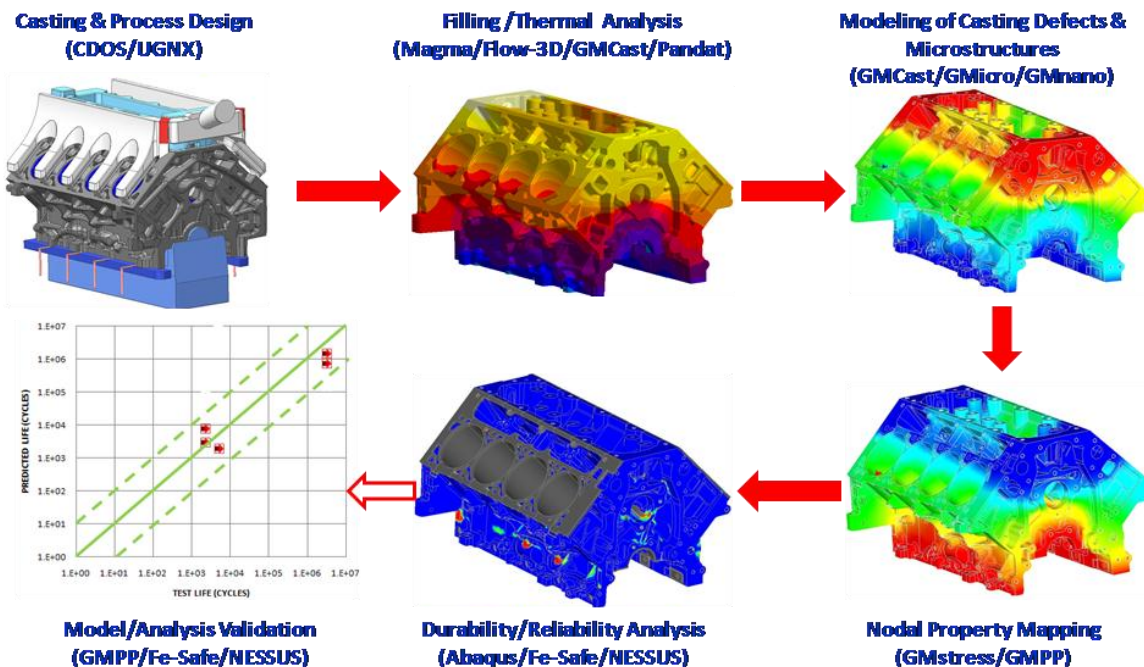 Casting & Process Design
(CDOS/UGNX)
Filling /Thermal Analysis
(Magma/Flow-3D/GMCast/Pandat)
Modeling of Casting Defects &
Microstructures
(GMCast/GMicro/GMnano)
1.E+07
1.E+06
1.E+05
1.E+04
1.E+03
1.E+02
1.E+01
1.E+00
PREDICTED LIFE (CYCLES)
1.E+00 1.E+01 1.E+02 1.E+03 1.E+04 1.E+05 1.E+06 1.E+07
TEST LIFE (CYCLES)
Model/Analysis Validation
(GMPP/Fe-Safe/NESSUS)
Durability/Reliability Analysis
(Abaqus/Fe-Safe/NESSUS)
Nodal Property Mapping
(GMstress/GMPP)